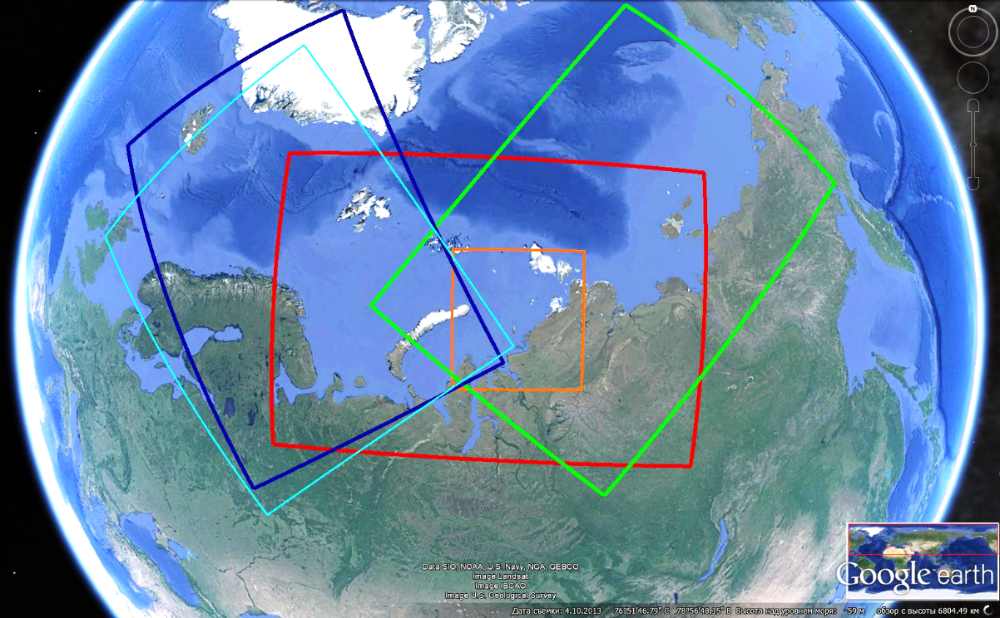 N
Data SIO, NOAA, U.S. Navy, NGA, GEBCO
Image Landsat
Image IBCAO
Image U.S. Geological Survey
Google earth
Дата съемки: 4.10.2013 76°51'46.79" С 78°56'48.15" В Высота над уровнем моря: -59 м обзор с высоты 6804.49 км